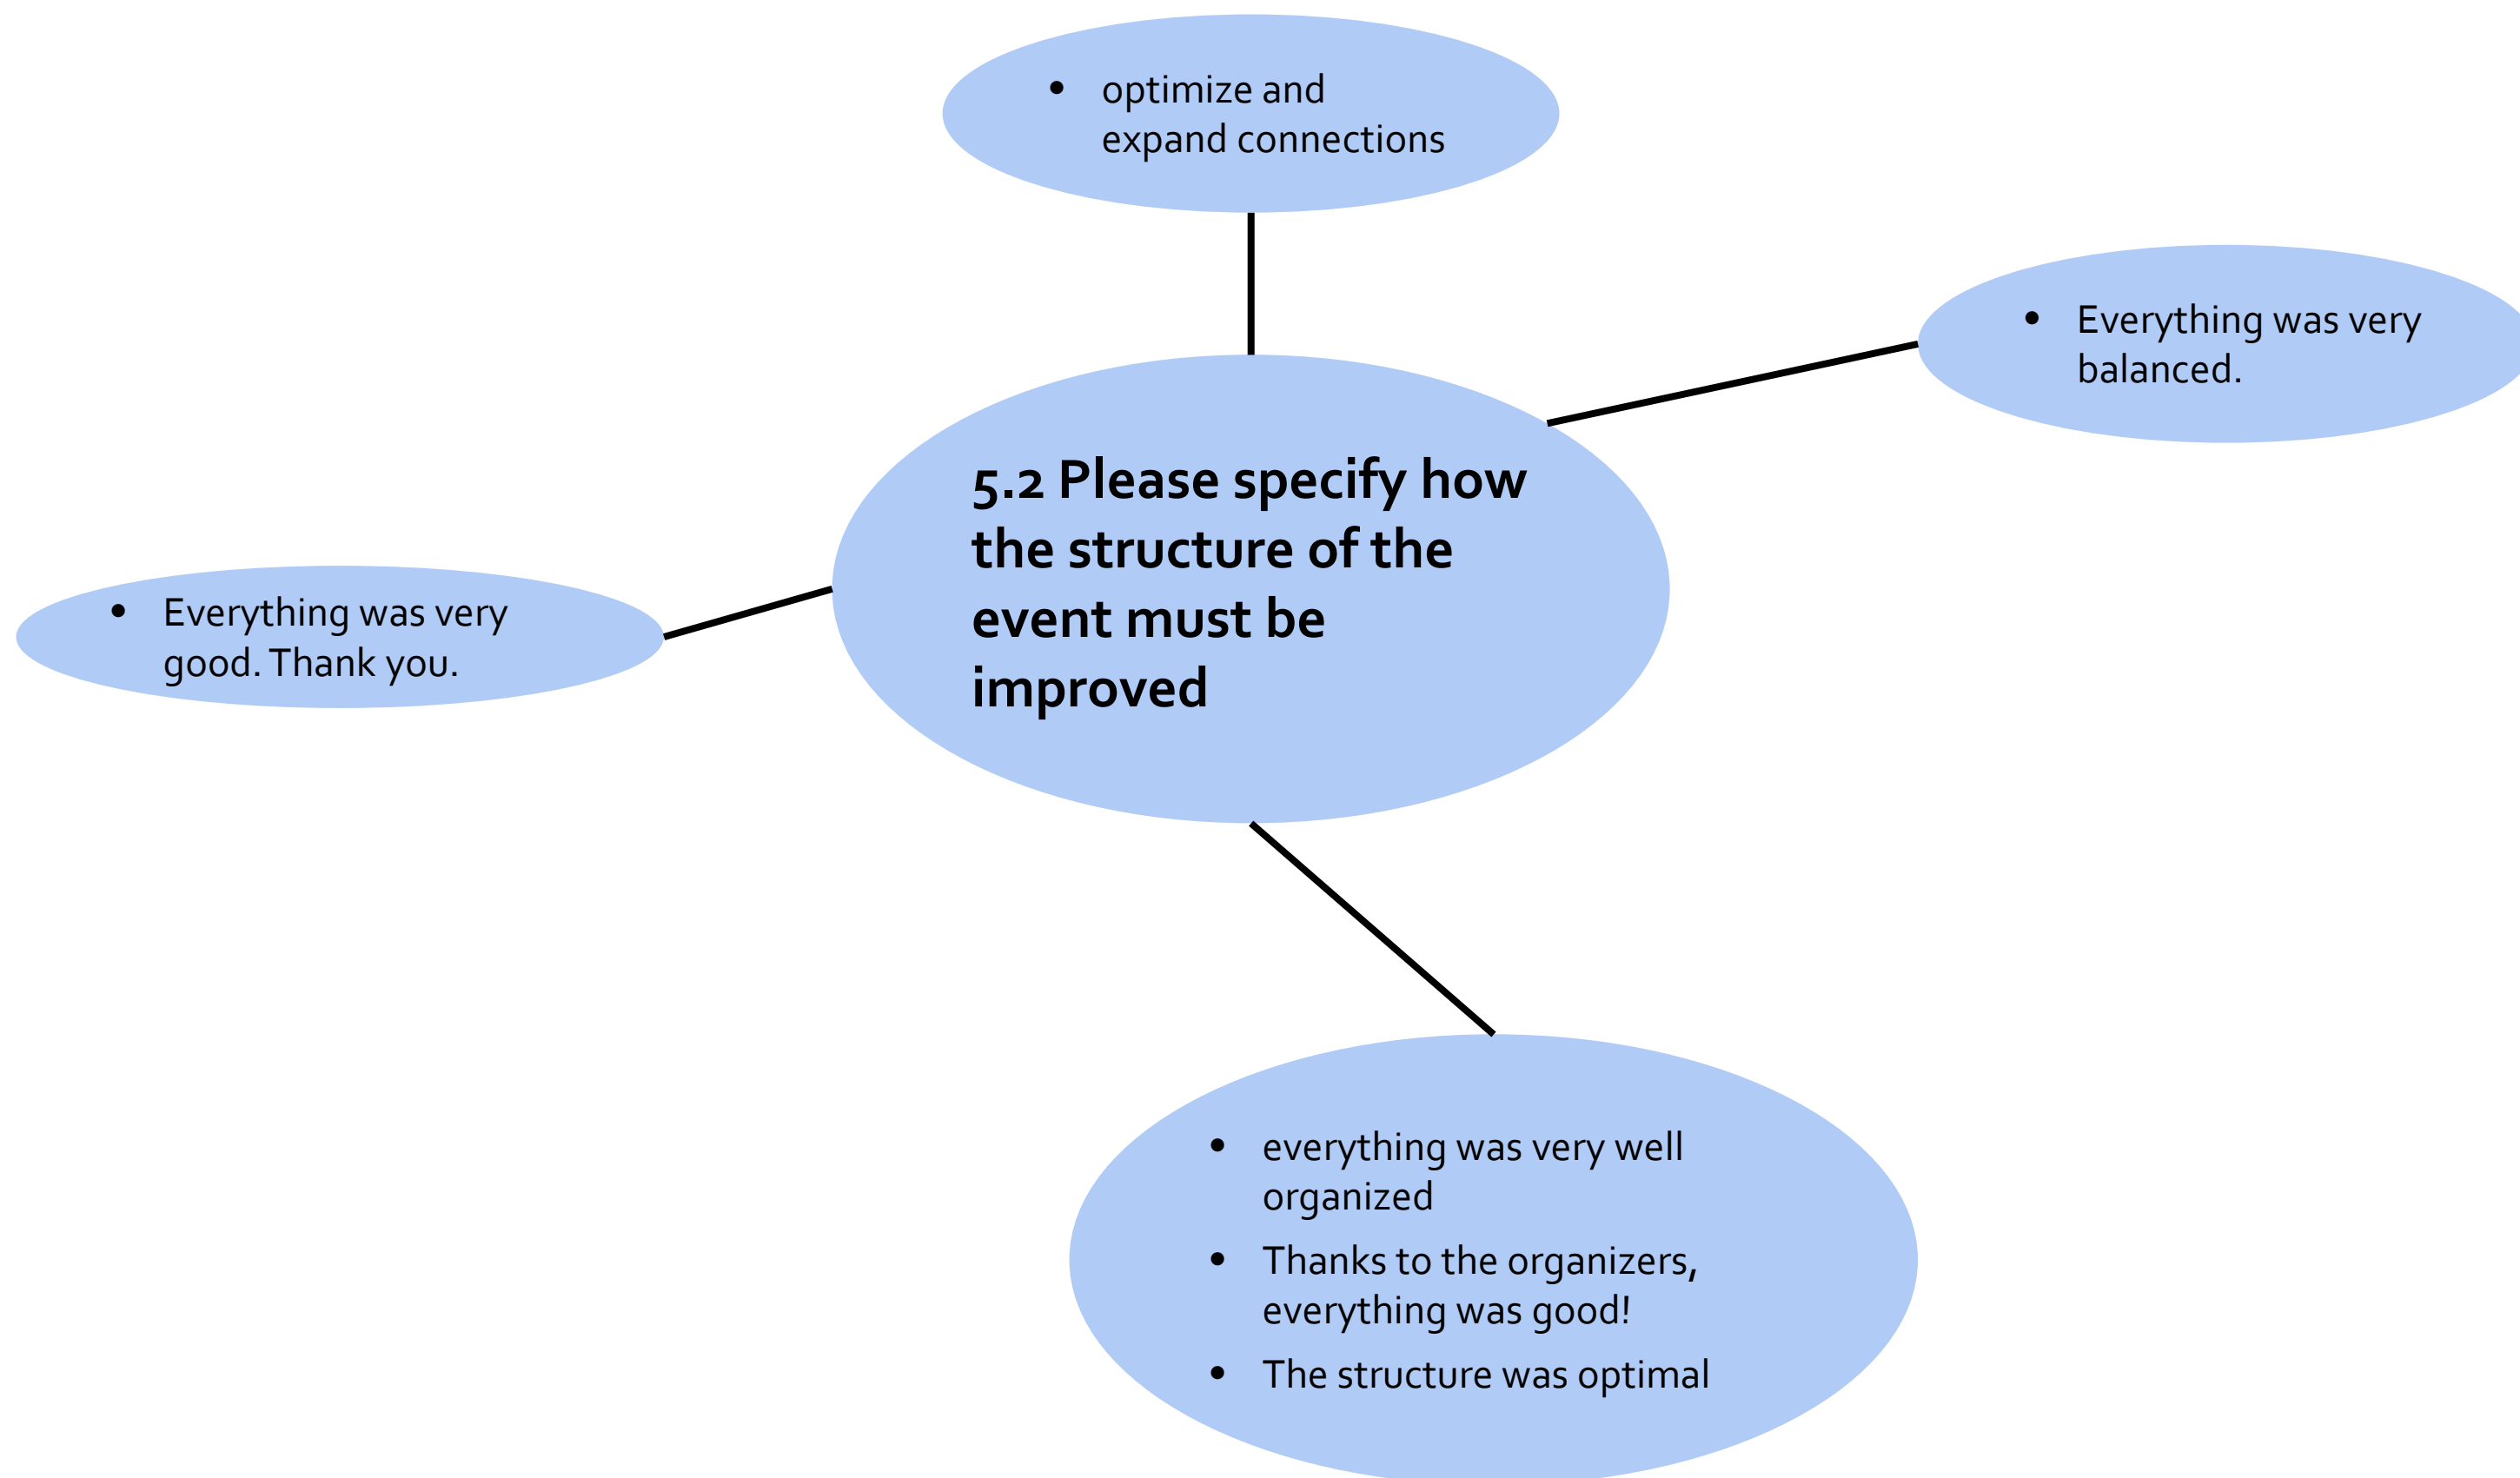 • optimize and
expand connections
• Everything was very
balanced.
5.2 Please specify how
the structure of the
event must be
improved
• Everything was very
good. Thank you.
• everything was very well
organized
• Thanks to the organizers,
everything was good!
• The structure was optimal